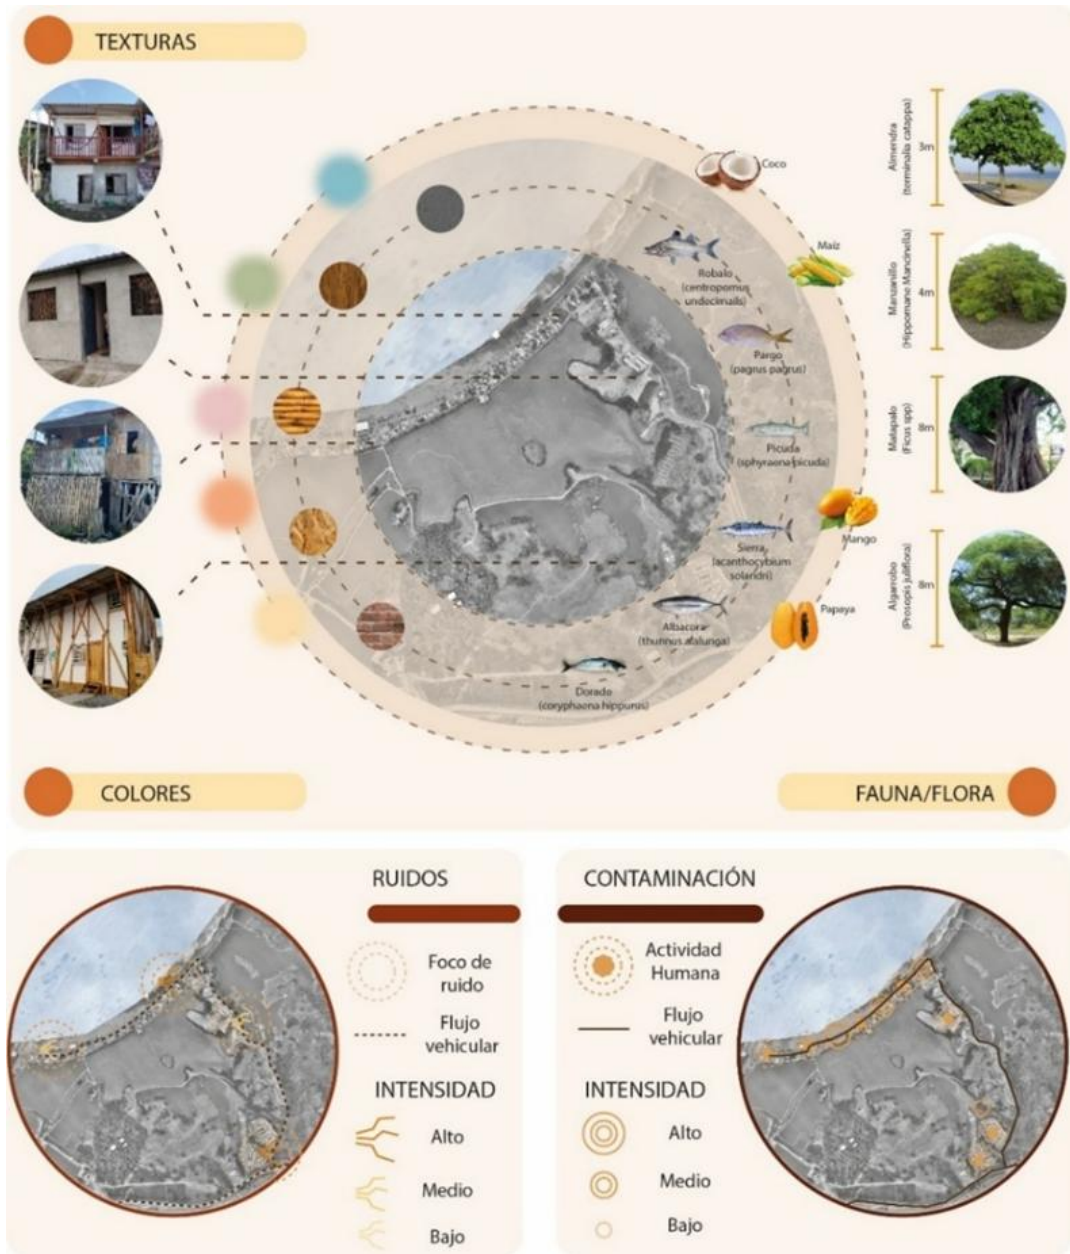 TEXTURAS
Coco
Maíz
Robalo
(centropomus
undecimails)
Pargo
(pagrus pagrus)
Picuda
(sphyraena picuda)
Mango
Sierra
(acanthocybium
solandri)
Papaya
Albacora
(thunnus alalunga)
Dorado
(coryphaena hippurus)
Almendra
(terminalia catappa)
3m
Manzanillo
(Hippomane Mancinella)
4m
Matapalo
(Ficus spp)
8m
Algarrobo
(Prosopis juliflora)
8m
COLORES
FAUNA/FLORA
RUIDOS
Foco de
ruido
Flujo
vehicular
INTENSIDAD
Alto
Medio
Bajo
CONTAMINACIÓN
Actividad
Humana
Flujo
vehicular
INTENSIDAD
Alto
Medio
Bajo